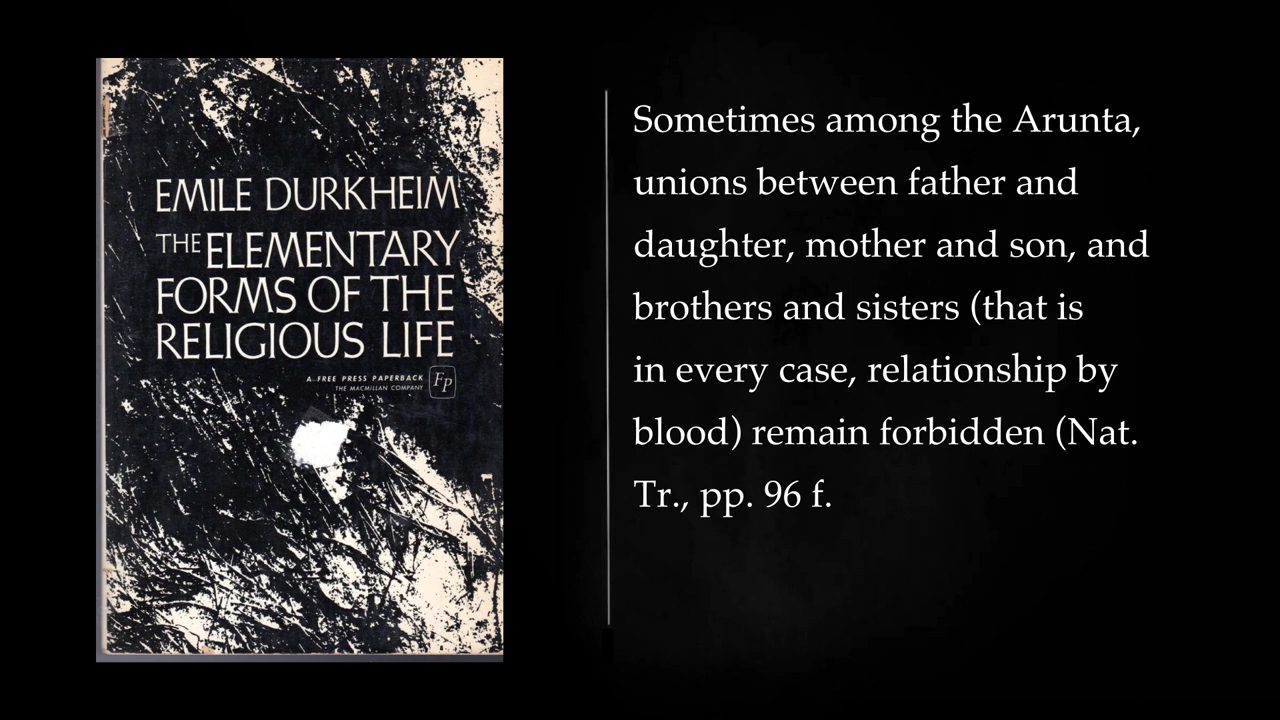 EMILE DURKHEIM
THE ELEMENTARY
FORMS OF THE
RELIGIOUS LIFE
A FREE PRESS PAPERBACK
THE MACMILLAN COMPANY
Fp
Sometimes among the Arunta,
unions between father and
daughter, mother and son, and
brothers and sisters (that is
in every case, relationship by
blood) remain forbidden (Nat.
Tr., pp. 96 f.